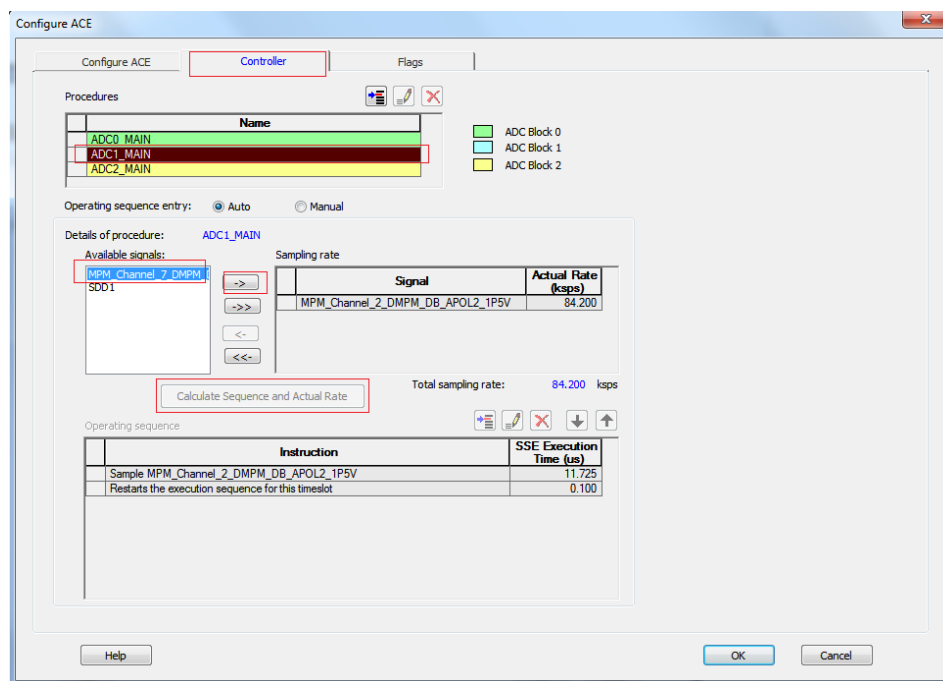 Configure ACE
Configure ACE Controller Flags
Procedures
Name
ADC0_MAIN
ADC1_MAIN
ADC2_MAIN
ADC Block 0
ADC Block 1
ADC Block 2
Operating sequence entry: Auto Manual
Details of procedure: ADC1_MAIN
Available signals:
MPM_Channel_7_DMPM_
SDD1
->
->>
<-
<<-
Sampling rate
Signal Actual Rate (ksps)
MPM_Channel_2_DMPM_DB_APOL2_1P5V 84.200
Calculate Sequence and Actual Rate
Total sampling rate: 84.200 ksps
Operating sequence
Instruction SSE Execution Time (us)
Sample MPM_Channel_2_DMPM_DB_APOL2_1P5V 11.725
Restarts the execution sequence for this timeslot 0.100
Help OK Cancel